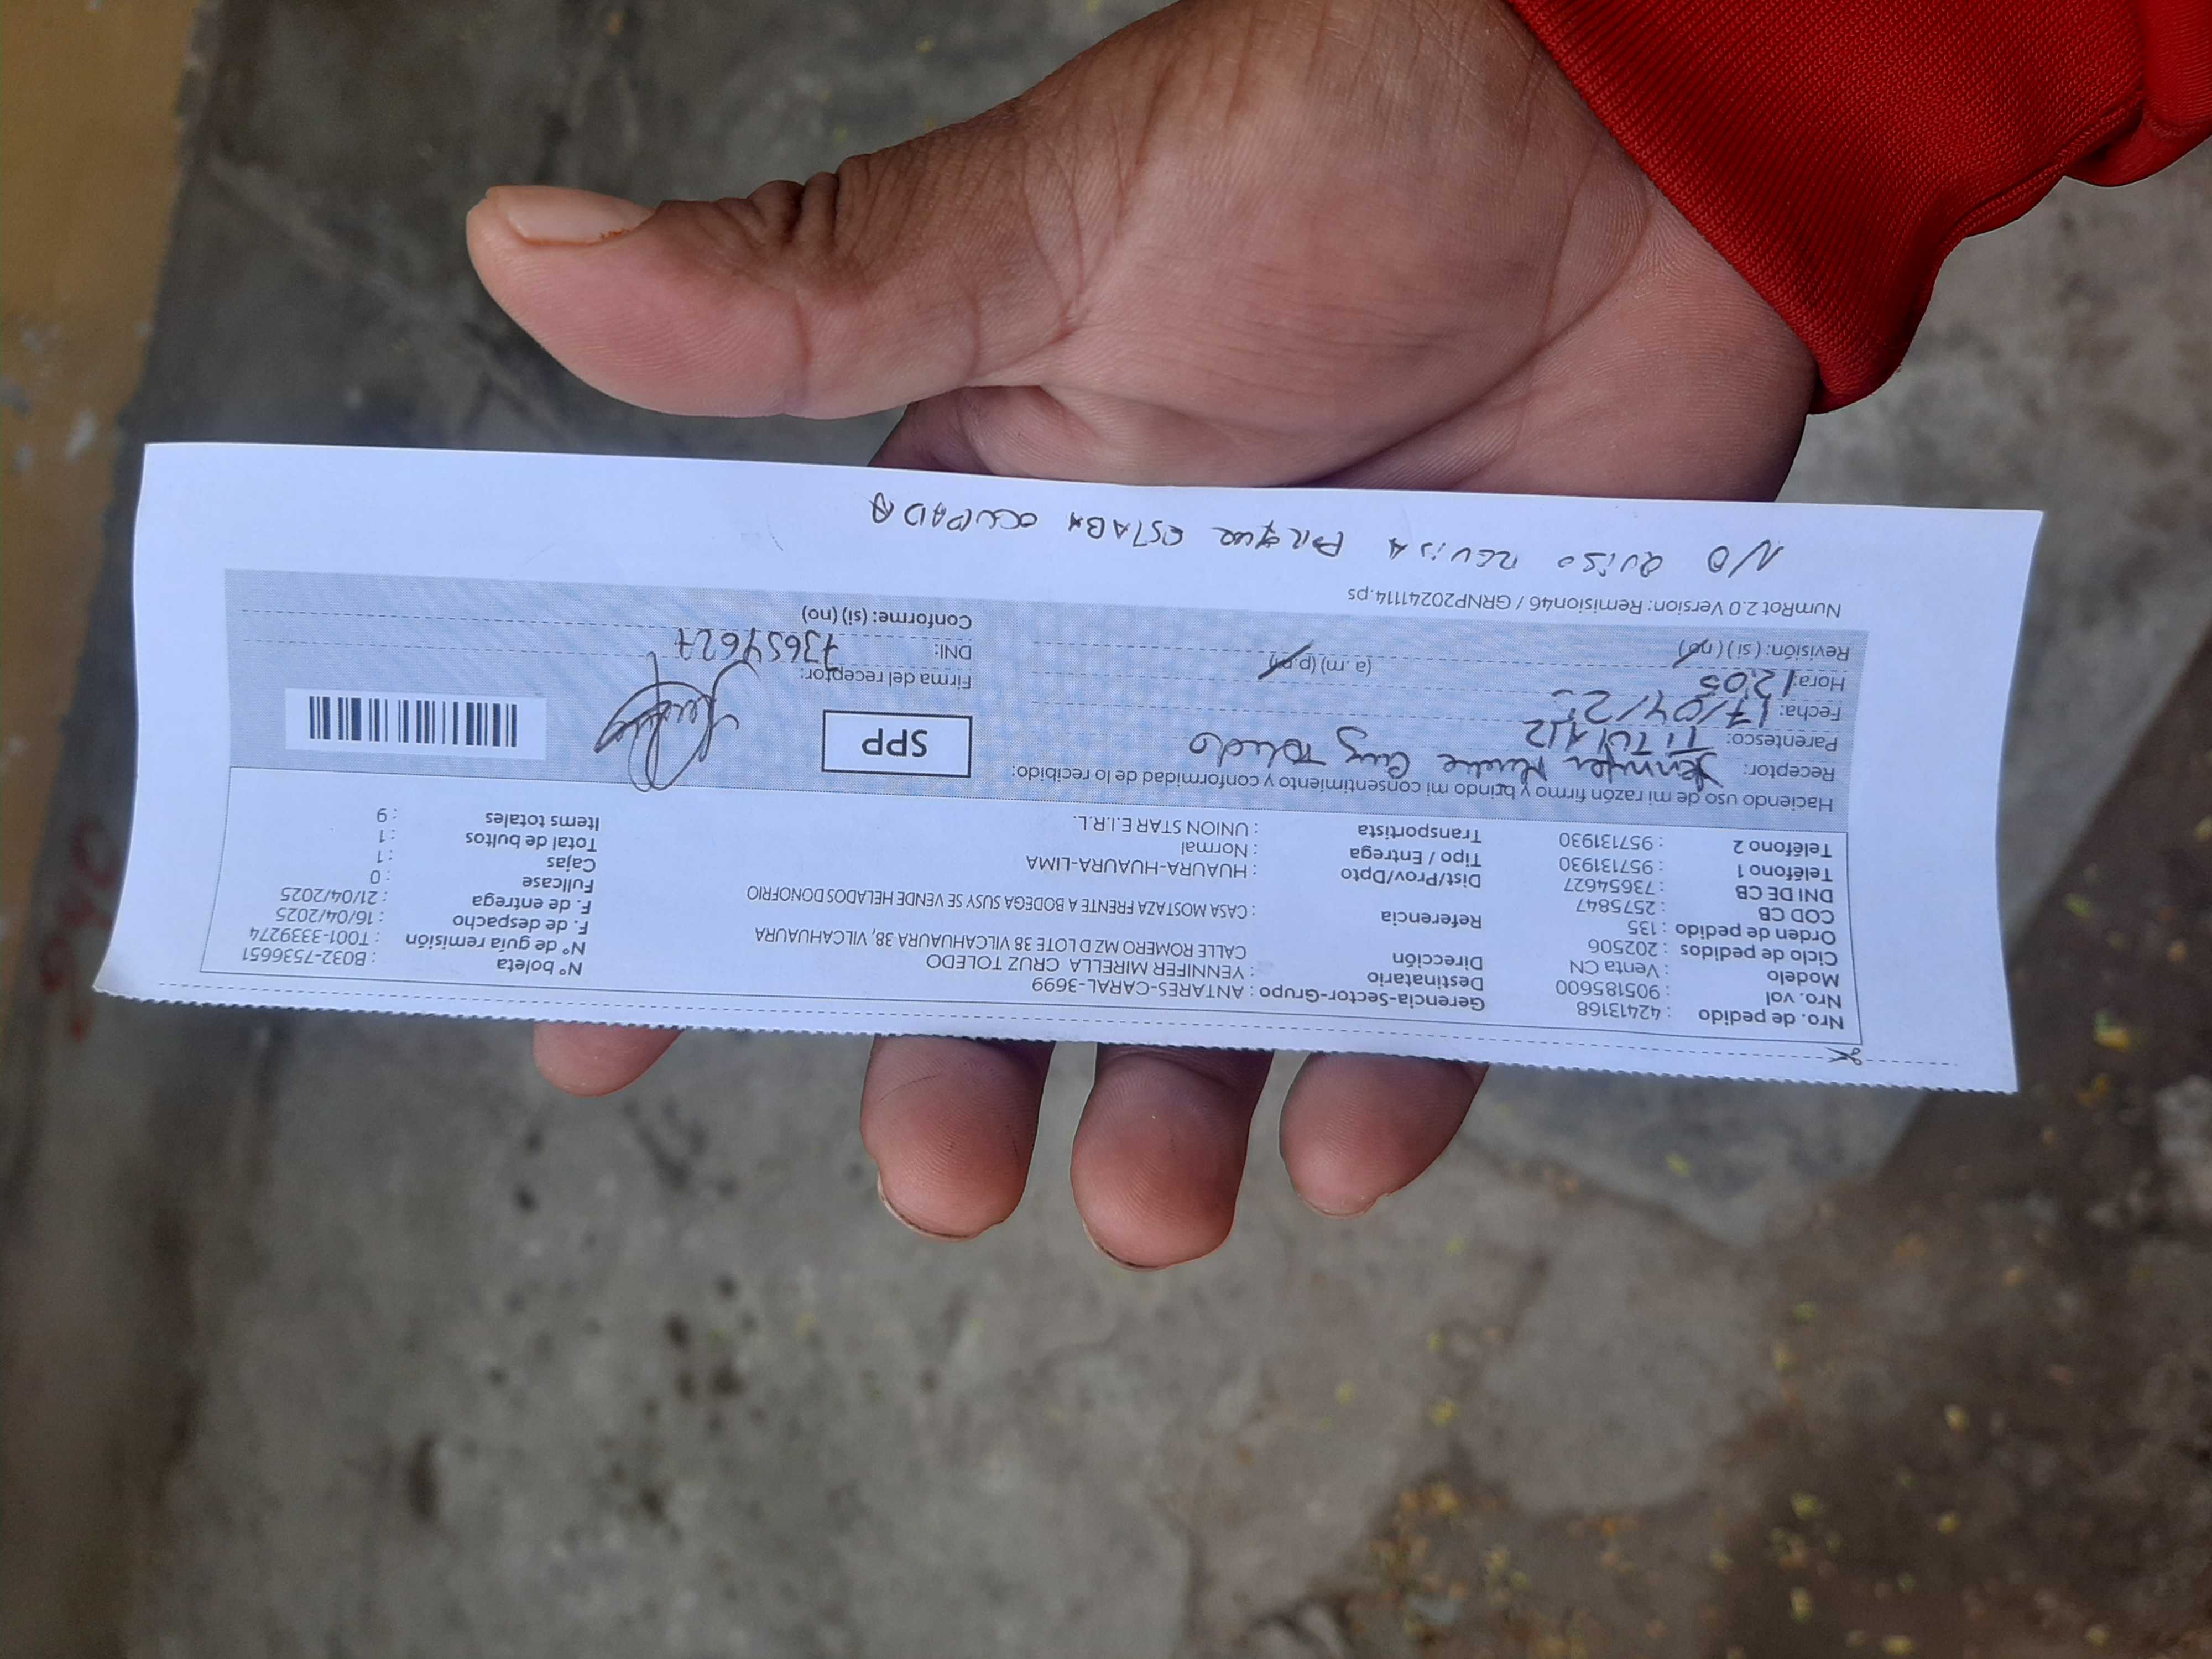 Nro. de pedido : 42413168
Nro. vol : 905185600
Modelo : Venta CN
Ciclo de pedidos : 202506
Orden de pedido : 135
COD CB : 2575847
DNI DE CB : 73654627
Teléfono 1 : 957131930
Teléfono 2 : 957131930
Gerencia-Sector-Grupo : ANTARES-CARAL-3699
Destinatario : YENNIFER MIRELLA CRUZ TOLEDO
Dirección CALLE ROMERO MZ D LOTE 38 VILCAHUAURA 38, VILCAHUAURA
Referencia : CASA MOSTAZA FRENTE A BODEGA SUSY SE VENDE HELADOS DONOFRIO
Dist/Prov/Dpto : HUAURA-HUAURA-LIMA
Tipo / Entrega : Normal
Transportista : UNION STAR E.I.R.L.
N° boleta : B032-7536651
N° de guía remisión : T001-3339274
F. de despacho : 16/04/2025
F. de entrega : 21/04/2025
Fullcase : 0
Cajas : 1
Total de bultos : 1
Items totales : 9
Haciendo uso de mi razón firmo y brindo mi consentimiento y conformidad de lo recibido:
Receptor: Yennifer Cruz Toledo
Parentesco: TiTULAR
Fecha: 17/04/25
Hora: 1205 (a.m) (p.m)
Revisión: (si) (no)
SPP
Firma del receptor:
DNI: 73654627
Conforme: (si) (no)
NumRot 2.0 Version: Remision46 / GRNP20241114.ps
NO QUiSO REViSA PORQUE ESTABA OCUPADA